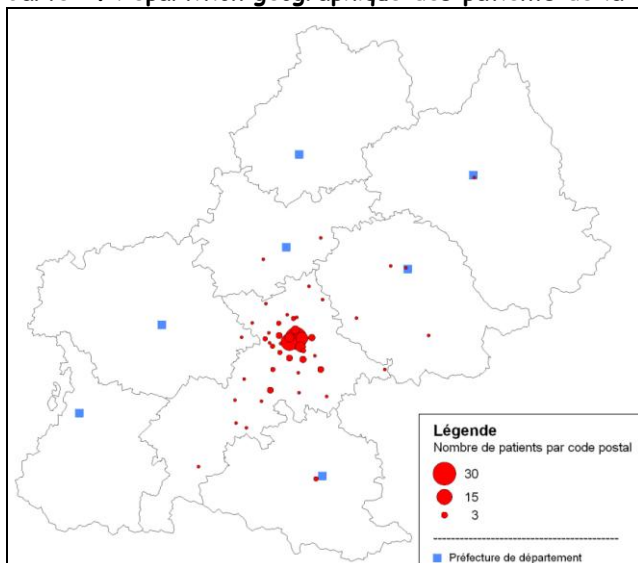 Légende
Nombre de patients par code postal
30
15
3
Préfecture de département